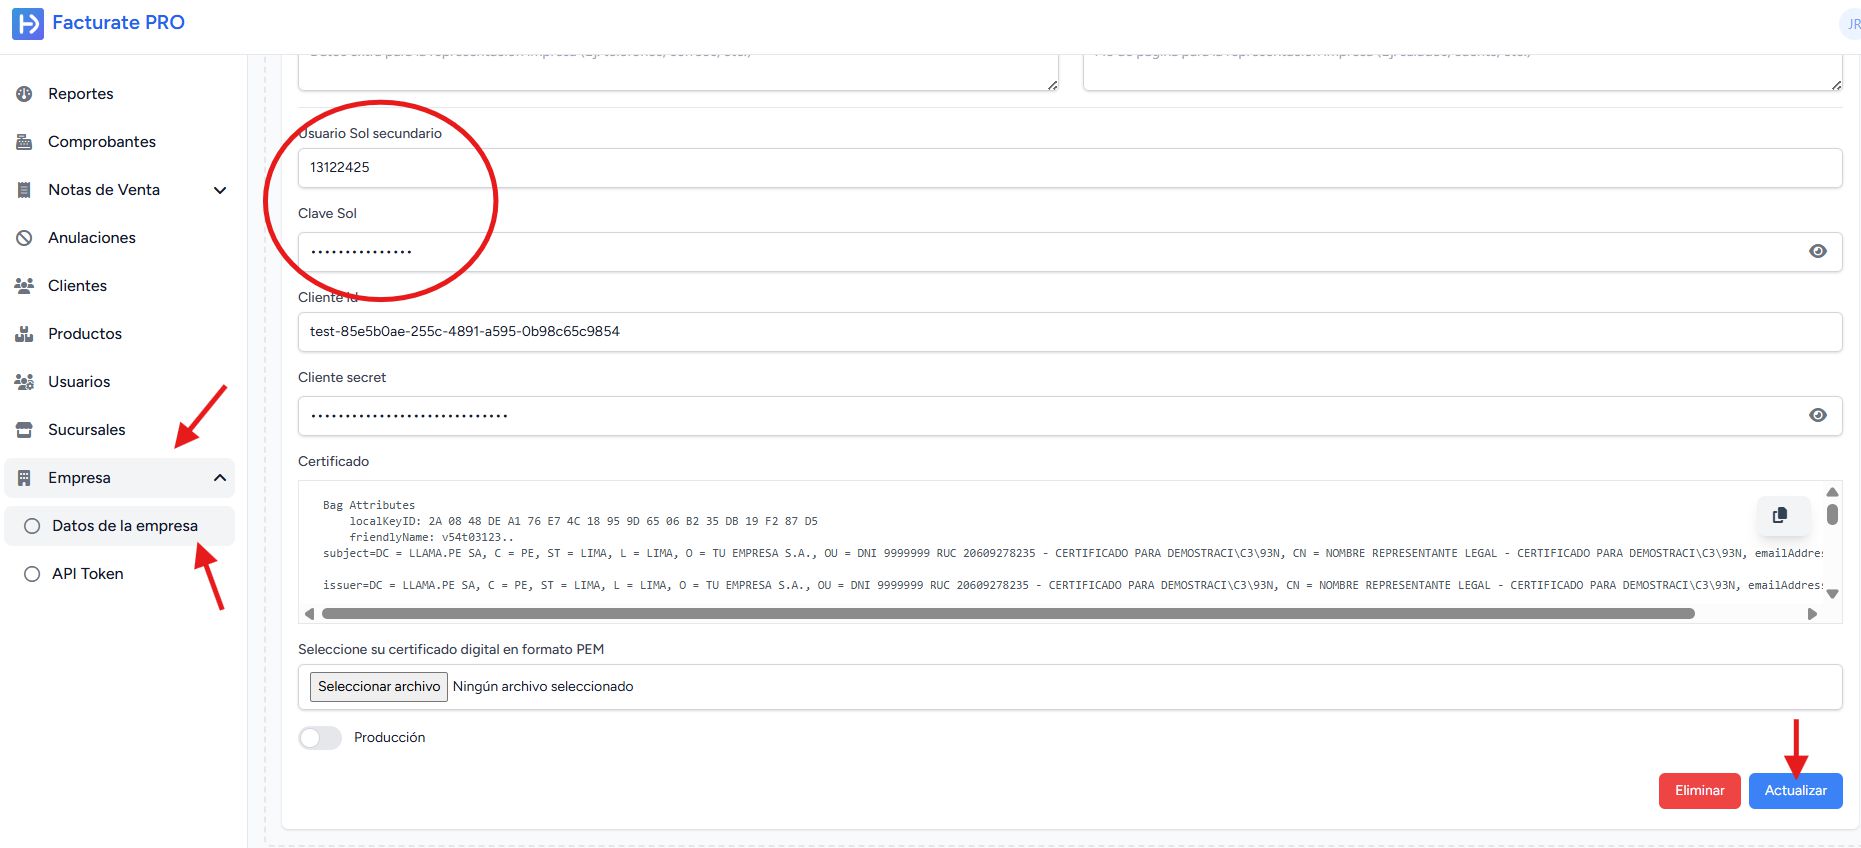 Facturate PRO
JR
Reportes
Comprobantes
Notas de Venta
Anulaciones
Clientes
Productos
Usuarios
Sucursales
Empresa
Datos de la empresa
API Token
Usuario Sol secundario
13122425
Clave Sol
•••••••••••••••
Cliente Id
test-85e5b0ae-255c-4891-a595-0b98c65c9854
Cliente secret
•••••••••••••••••••••••••••••
Certificado
Bag Attributes
localKeyID: 2A 08 48 DE A1 76 E7 4C 18 95 9D 65 06 B2 35 DB 19 F2 87 D5
friendlyName: v54t03123..
subject=DC = LLAMA.PE SA, C = PE, ST = LIMA, L = LIMA, O = TU EMPRESA S.A., OU = DNI 9999999 RUC 20609278235 - CERTIFICADO PARA DEMOSTRACI\C3\93N, CN = NOMBRE REPRESENTANTE LEGAL - CERTIFICADO PARA DEMOSTRACI\C3\93N, emailAddres
issuer=DC = LLAMA.PE SA, C = PE, ST = LIMA, L = LIMA, O = TU EMPRESA S.A., OU = DNI 9999999 RUC 20609278235 - CERTIFICADO PARA DEMOSTRACI\C3\93N, CN = NOMBRE REPRESENTANTE LEGAL - CERTIFICADO PARA DEMOSTRACI\C3\93N, emailAddress
Seleccione su certificado digital en formato PEM
Seleccionar archivo Ningún archivo seleccionado
Producción
Eliminar
Actualizar